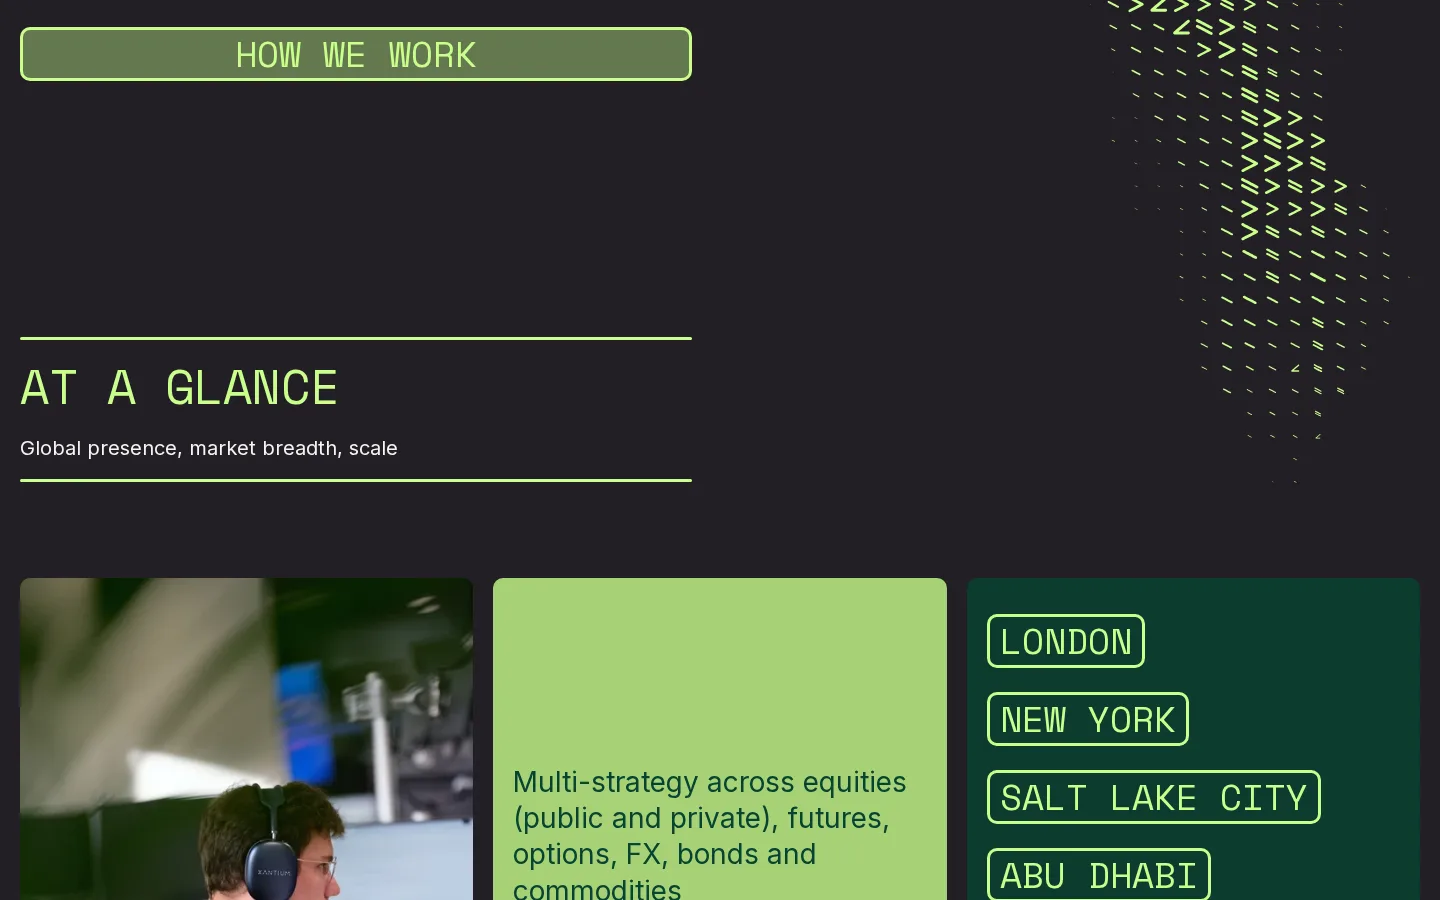 HOW WE WORK
AT A GLANCE
Global presence, market breadth, scale
XANTIUM
Multi-strategy across equities
(public and private), futures,
options, FX, bonds and
commodities
LONDON
NEW YORK
SALT LAKE CITY
ABU DHABI